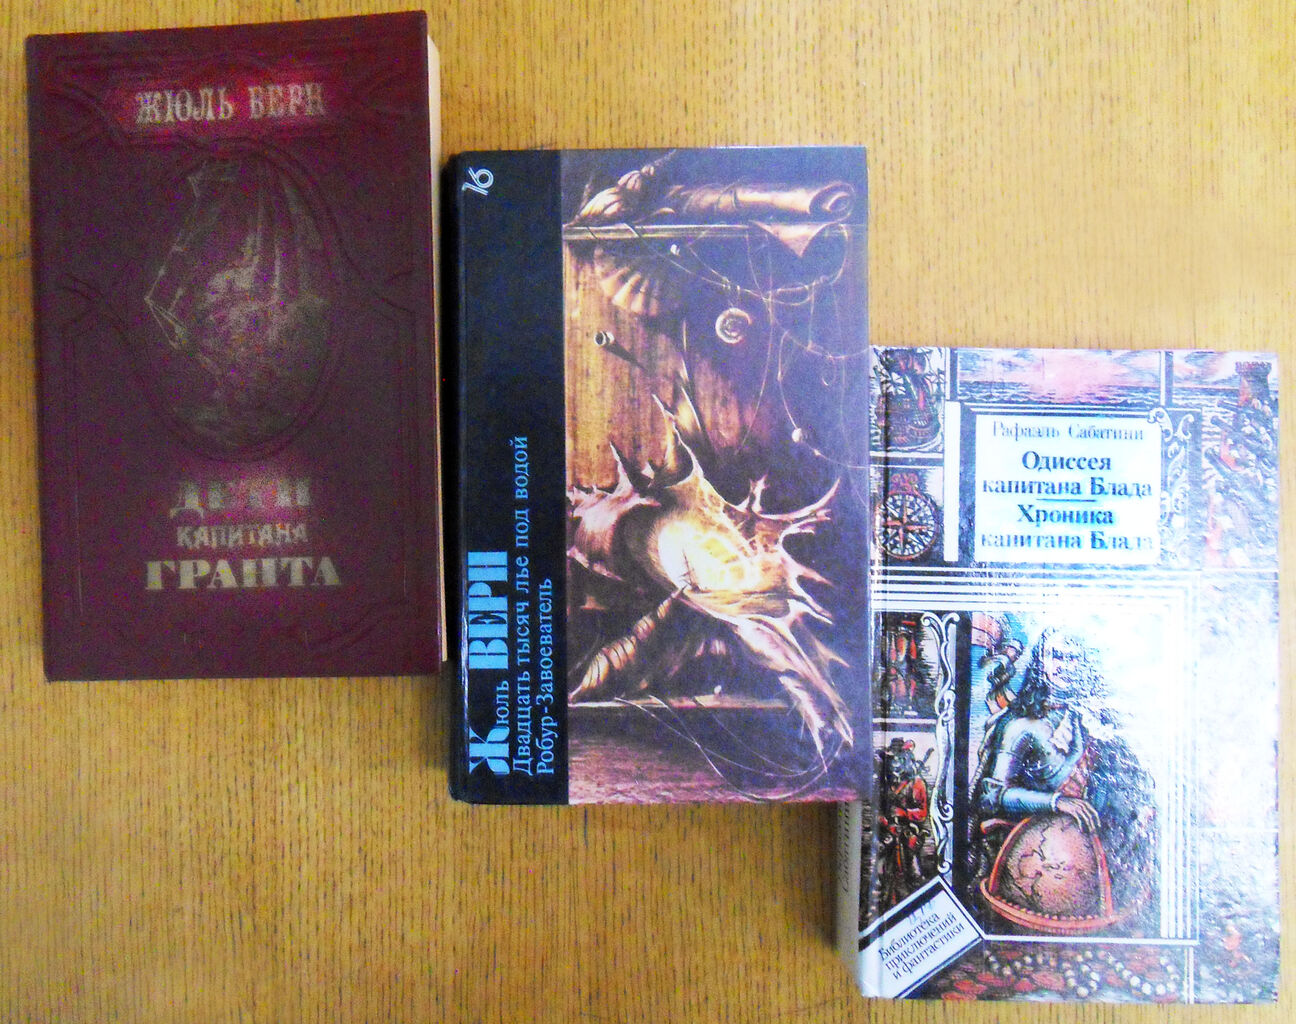 ЖЮЛЬ ВЕРН
ДЕТИ
КАПИТАНА
ГРАНТА
Жюль ВЕРН
Двадцать тысяч лье под водой
Робур-Завоеватель
Рафаэль Сабатини
Одиссея
капитана Блада
Хроника
капитана Блада
Библиотека
приключений
и фантастики